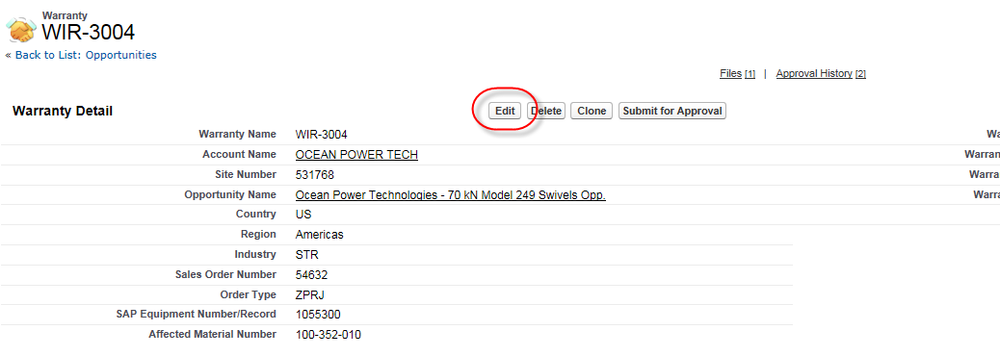 Warranty
WIR-3004
« Back to List: Opportunities
Files [1] | Approval History [2]
Warranty Detail Edit Delete Clone Submit for Approval
Warranty Name WIR-3004 Wa
Account Name OCEAN POWER TECH Warran
Site Number 531768 Warra
Opportunity Name Ocean Power Technologies - 70 kN Model 249 Swivels Opp. Warra
Country US
Region Americas
Industry STR
Sales Order Number 54632
Order Type ZPRJ
SAP Equipment Number/Record 1055300
Affected Material Number 100-352-010